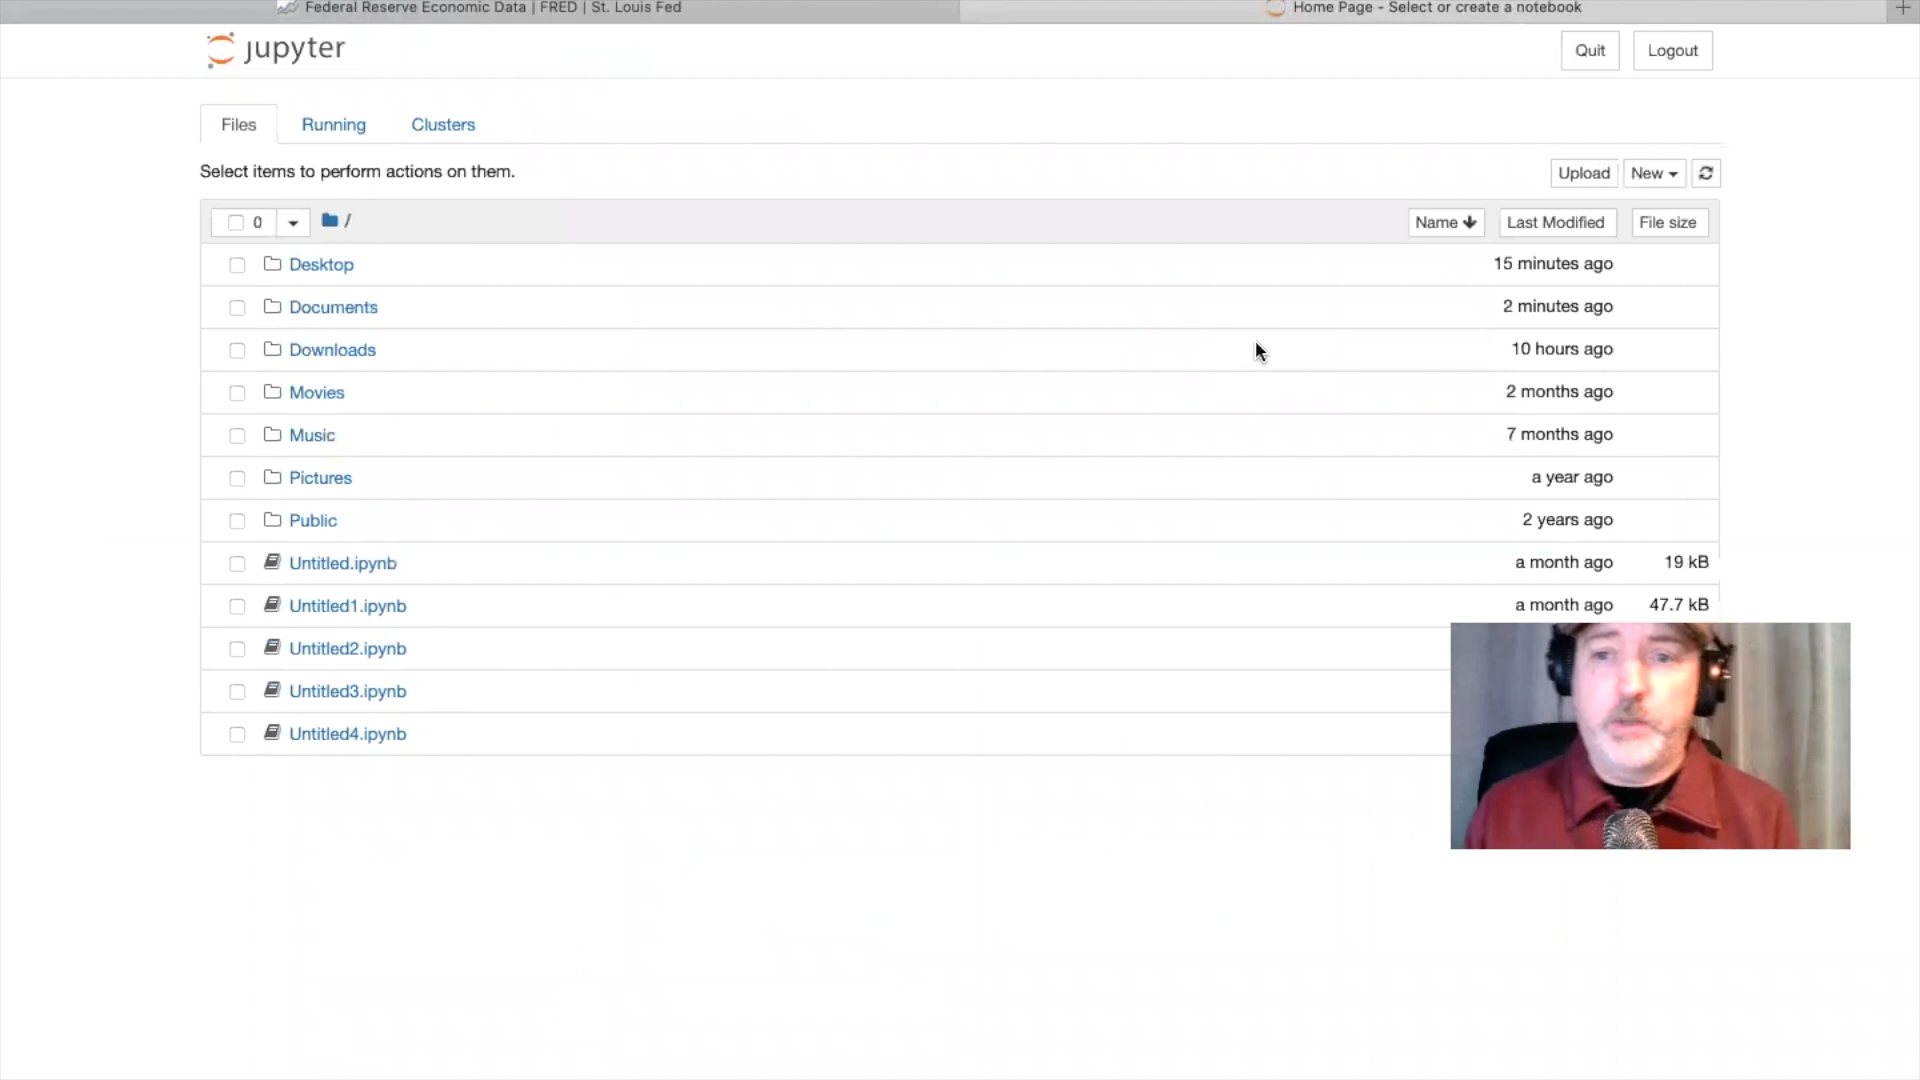 Federal Reserve Economic Data | FRED | St. Louis Fed
Home Page - Select or create a notebook
jupyter
Quit
Logout
Files
Running
Clusters
Select items to perform actions on them.
Upload
New
0
/
Name
Last Modified
File size
Desktop
15 minutes ago
Documents
2 minutes ago
Downloads
10 hours ago
Movies
2 months ago
Music
7 months ago
Pictures
a year ago
Public
2 years ago
Untitled.ipynb
a month ago
19 kB
Untitled1.ipynb
a month ago
47.7 kB
Untitled2.ipynb
Untitled3.ipynb
Untitled4.ipynb